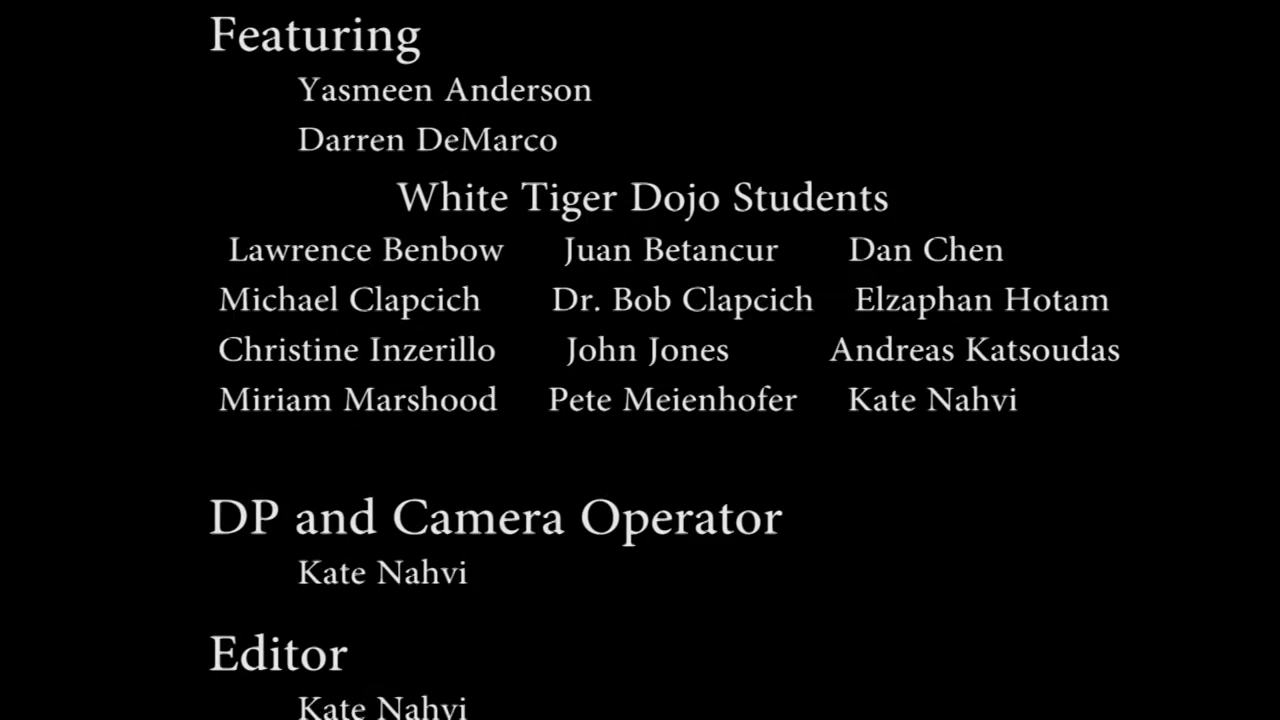 Featuring
Yasmeen Anderson
Darren DeMarco
White Tiger Dojo Students
Lawrence Benbow Juan Betancur Dan Chen
Michael Clapcich Dr. Bob Clapcich Elzaphan Hotam
Christine Inzerillo John Jones Andreas Katsoudas
Miriam Marshood Pete Meienhofer Kate Nahvi
DP and Camera Operator
Kate Nahvi
Editor
Kate Nahvi